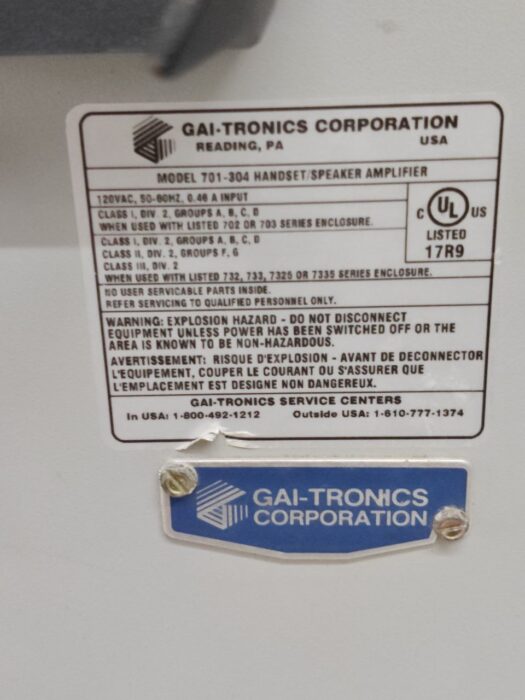 GAI-TRONICS CORPORATION
READING, PA USA
MODEL 701-304 HANDSET/SPEAKER AMPLIFIER
120VAC, 50-60HZ, 0.46 A INPUT
CLASS I, DIV. 2, GROUPS A, B, C, D
WHEN USED WITH LISTED 702 OR 703 SERIES ENCLOSURE.
CLASS I, DIV. 2, GROUPS A, B, C, D
CLASS II, DIV. 2, GROUPS F, G
CLASS III, DIV. 2
WHEN USED WITH LISTED 732, 733, 7325 OR 7335 SERIES ENCLOSURE.
C UL US
LISTED
17R9
NO USER SERVICABLE PARTS INSIDE.
REFER SERVICING TO QUALIFIED PERSONNEL ONLY.
WARNING: EXPLOSION HAZARD - DO NOT DISCONNECT
EQUIPMENT UNLESS POWER HAS BEEN SWITCHED OFF OR THE
AREA IS KNOWN TO BE NON-HAZARDOUS.
AVERTISSEMENT: RISQUE D'EXPLOSION - AVANT DE DECONNECTOR
L'EQUIPEMENT, COUPER LE COURANT OU S'ASSURER QUE
L'EMPLACEMENT EST DESIGNE NON DANGEREUX.
GAI-TRONICS SERVICE CENTERS
In USA: 1-800-492-1212 Outside USA: 1-610-777-1374
GAI-TRONICS
CORPORATION